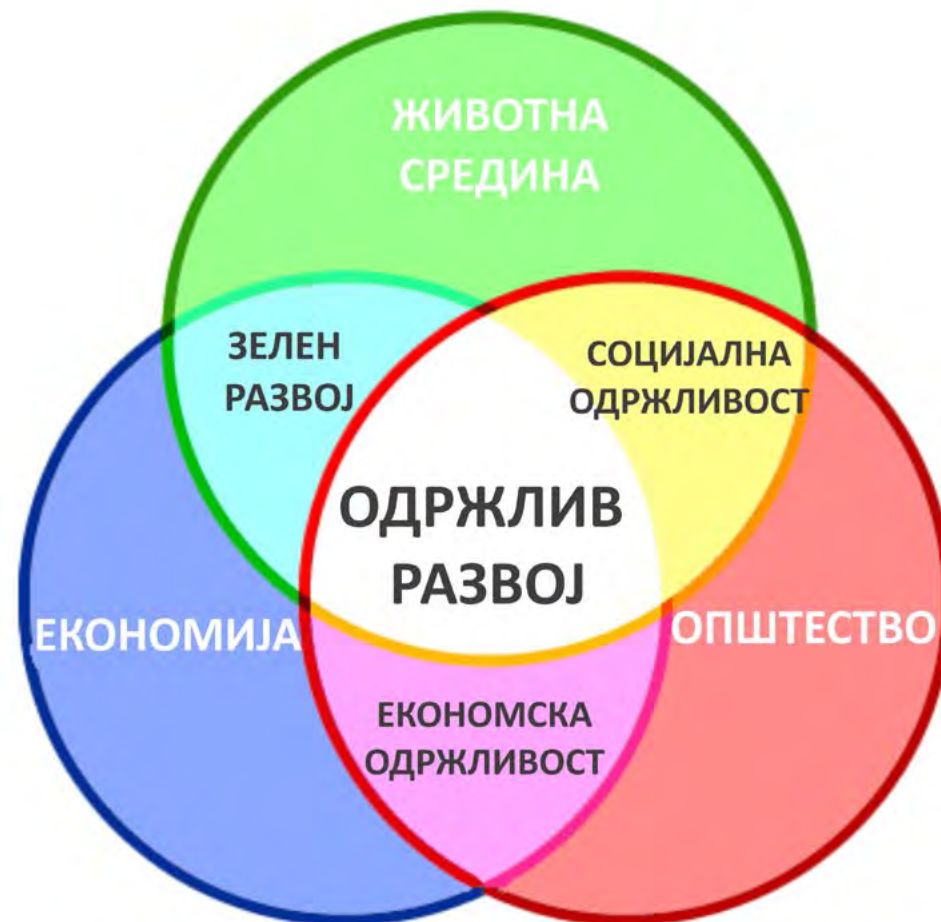 ЖИВОТНА
СРЕДИНА
ЗЕЛЕН
РАЗВОЈ
СОЦИЈАЛНА
ОДРЖЛИВОСТ
ОДРЖЛИВ
РАЗВОЈ
ЕКОНОМИЈА
ОПШТЕСТВО
ЕКОНОМСКА
ОДРЖЛИВОСТ